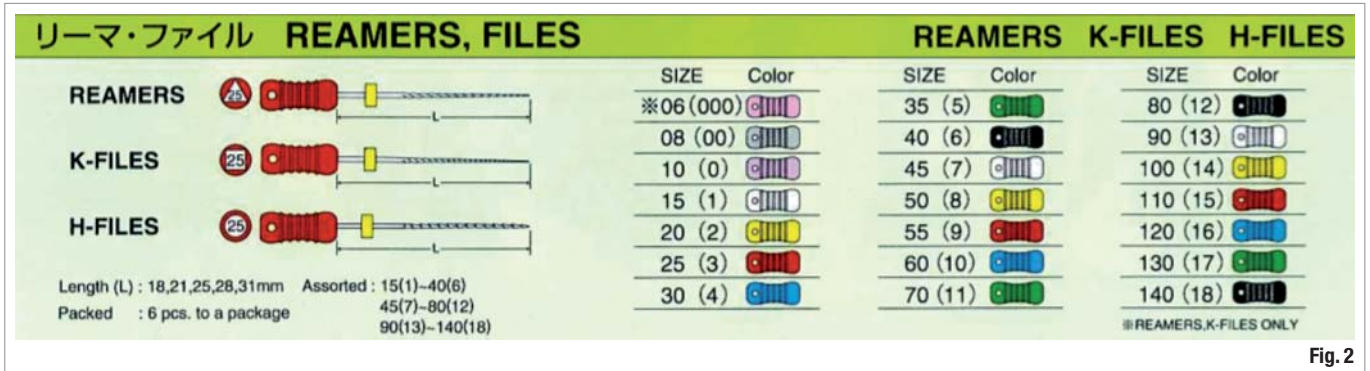 リーマ・ファイル REAMERS, FILES REAMERS K-FILES H-FILES
REAMERS 25 L
K-FILES 25 L
H-FILES 25 L
Length (L) : 18,21,25,28,31mm Assorted : 15(1)~40(6)
Packed : 6 pcs. to a package 45(7)~80(12)
90(13)~140(18)
SIZE Color
※06 (000)
08 (00)
10 (0)
15 (1)
20 (2)
25 (3)
30 (4)
SIZE Color
35 (5)
40 (6)
45 (7)
50 (8)
55 (9)
60 (10)
70 (11)
SIZE Color
80 (12)
90 (13)
100 (14)
110 (15)
120 (16)
130 (17)
140 (18)
※REAMERS,K-FILES ONLY
Fig. 2